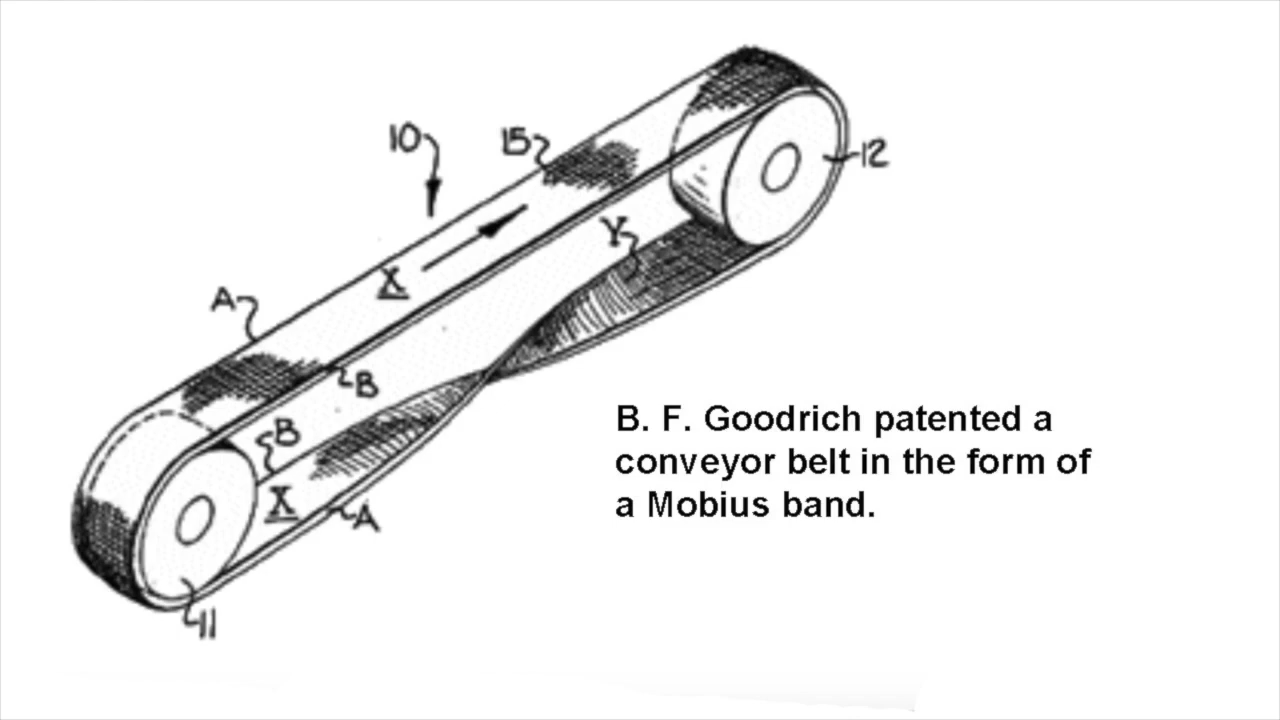 10
15
12
Y
X
A
B
B
X
A
11
B. F. Goodrich patented a
conveyor belt in the form of
a Mobius band.